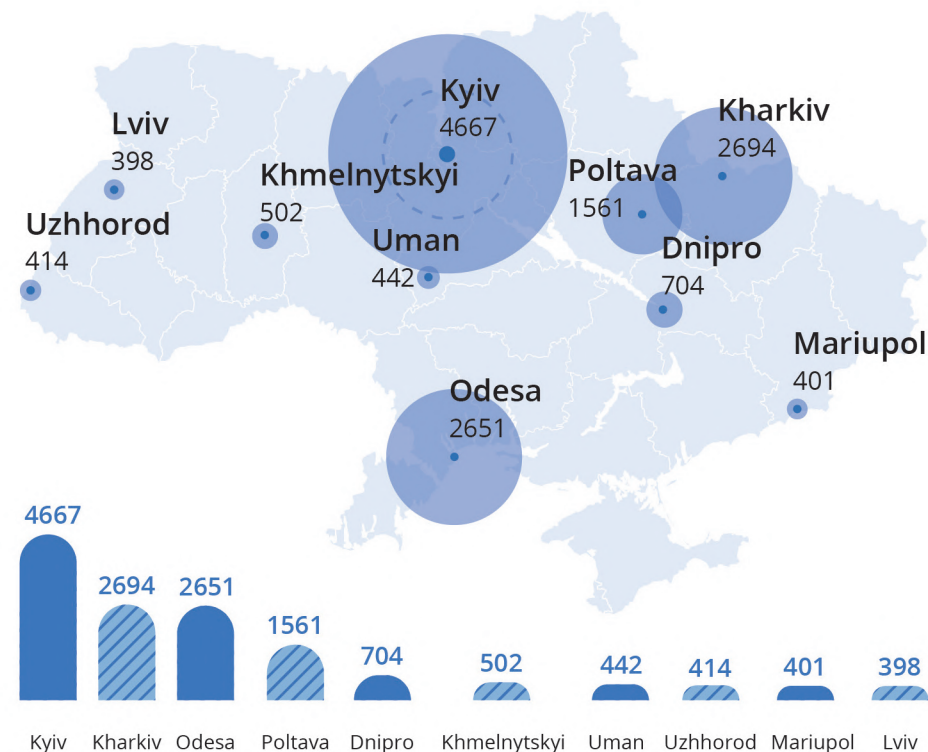 Kyiv
4667
Kharkiv
2694
Lviv
398
Khmelnytskyi
502
Poltava
1561
Uzhhorod
414
Uman
442
Dnipro
704
Mariupol
401
Odesa
2651
4667
2694
2651
1561
704
502
442
414
401
398
Kyiv
Kharkiv
Odesa
Poltava
Dnipro
Khmelnytskyi
Uman
Uzhhorod
Mariupol
Lviv